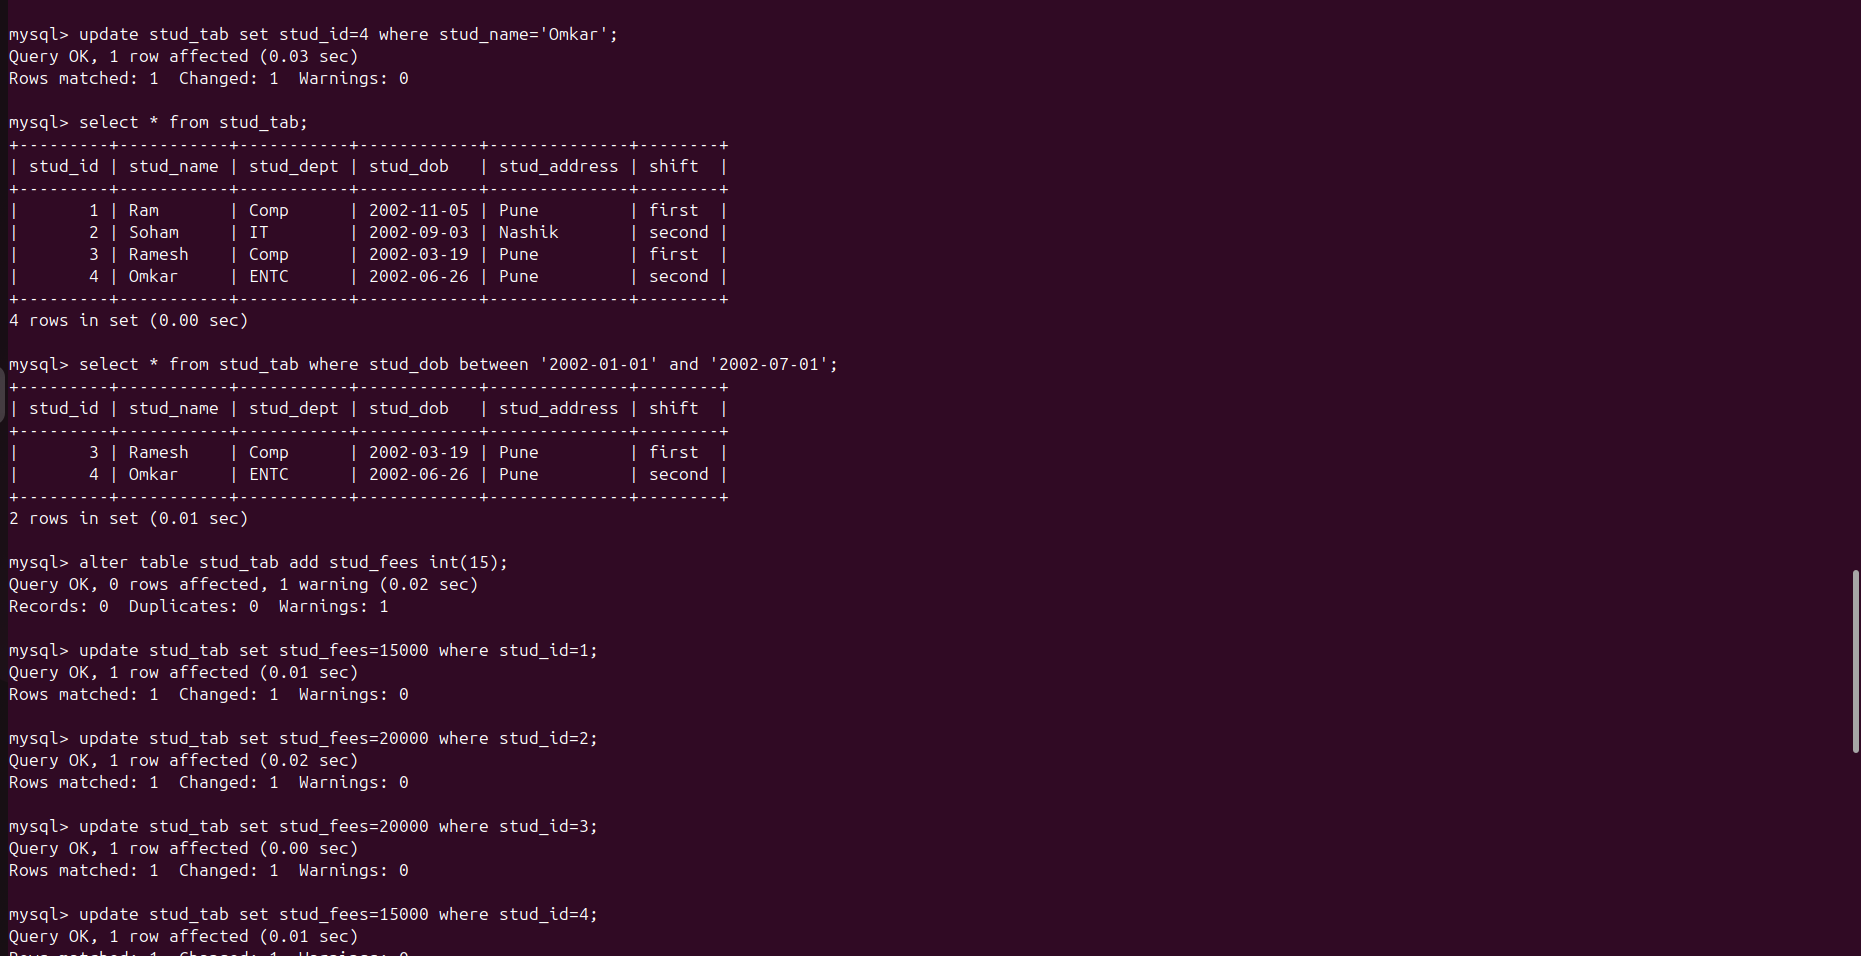 mysql> update stud_tab set stud_id=4 where stud_name='Omkar';
Query OK, 1 row affected (0.03 sec)
Rows matched: 1  Changed: 1  Warnings: 0
mysql> select * from stud_tab;
+---------+-----------+-----------+------------+--------------+--------+
| stud_id | stud_name | stud_dept | stud_dob   | stud_address | shift  |
+---------+-----------+-----------+------------+--------------+--------+
|       1 | Ram       | Comp      | 2002-11-05 | Pune         | first  |
|       2 | Soham     | IT        | 2002-09-03 | Nashik       | second |
|       3 | Ramesh    | Comp      | 2002-03-19 | Pune         | first  |
|       4 | Omkar     | ENTC      | 2002-06-26 | Pune         | second |
+---------+-----------+-----------+------------+--------------+--------+
4 rows in set (0.00 sec)
mysql> select * from stud_tab where stud_dob between '2002-01-01' and '2002-07-01';
+---------+-----------+-----------+------------+--------------+--------+
| stud_id | stud_name | stud_dept | stud_dob   | stud_address | shift  |
+---------+-----------+-----------+------------+--------------+--------+
|       3 | Ramesh    | Comp      | 2002-03-19 | Pune         | first  |
|       4 | Omkar     | ENTC      | 2002-06-26 | Pune         | second |
+---------+-----------+-----------+------------+--------------+--------+
2 rows in set (0.01 sec)
mysql> alter table stud_tab add stud_fees int(15);
Query OK, 0 rows affected, 1 warning (0.02 sec)
Records: 0  Duplicates: 0  Warnings: 1
mysql> update stud_tab set stud_fees=15000 where stud_id=1;
Query OK, 1 row affected (0.01 sec)
Rows matched: 1  Changed: 1  Warnings: 0
mysql> update stud_tab set stud_fees=20000 where stud_id=2;
Query OK, 1 row affected (0.02 sec)
Rows matched: 1  Changed: 1  Warnings: 0
mysql> update stud_tab set stud_fees=20000 where stud_id=3;
Query OK, 1 row affected (0.00 sec)
Rows matched: 1  Changed: 1  Warnings: 0
mysql> update stud_tab set stud_fees=15000 where stud_id=4;
Query OK, 1 row affected (0.01 sec)
Rows matched: 1  Changed: 1  Warnings: 0